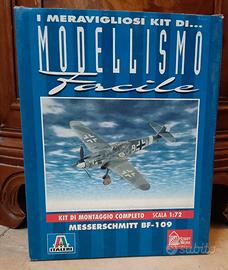 I MERAVIGLIOSI KIT DI...
MODELLISMO
Facile
KIT DI MONTAGGIO COMPLETO SCALA 1:72
MESSERSCHMITT BF-109
ITALERI
subito